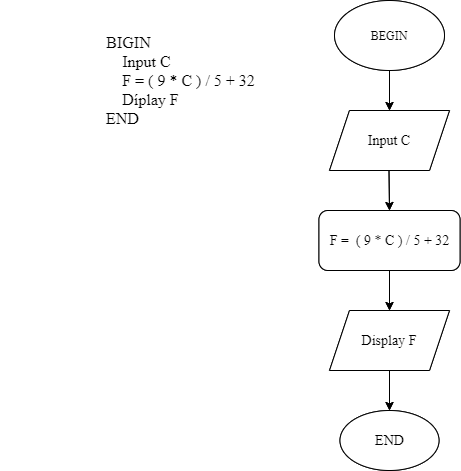 BIGIN
Input C
F = ( 9 * C ) / 5 + 32
Díplay F
END
BEGIN
Input C
F = ( 9 * C ) / 5 + 32
Display F
END